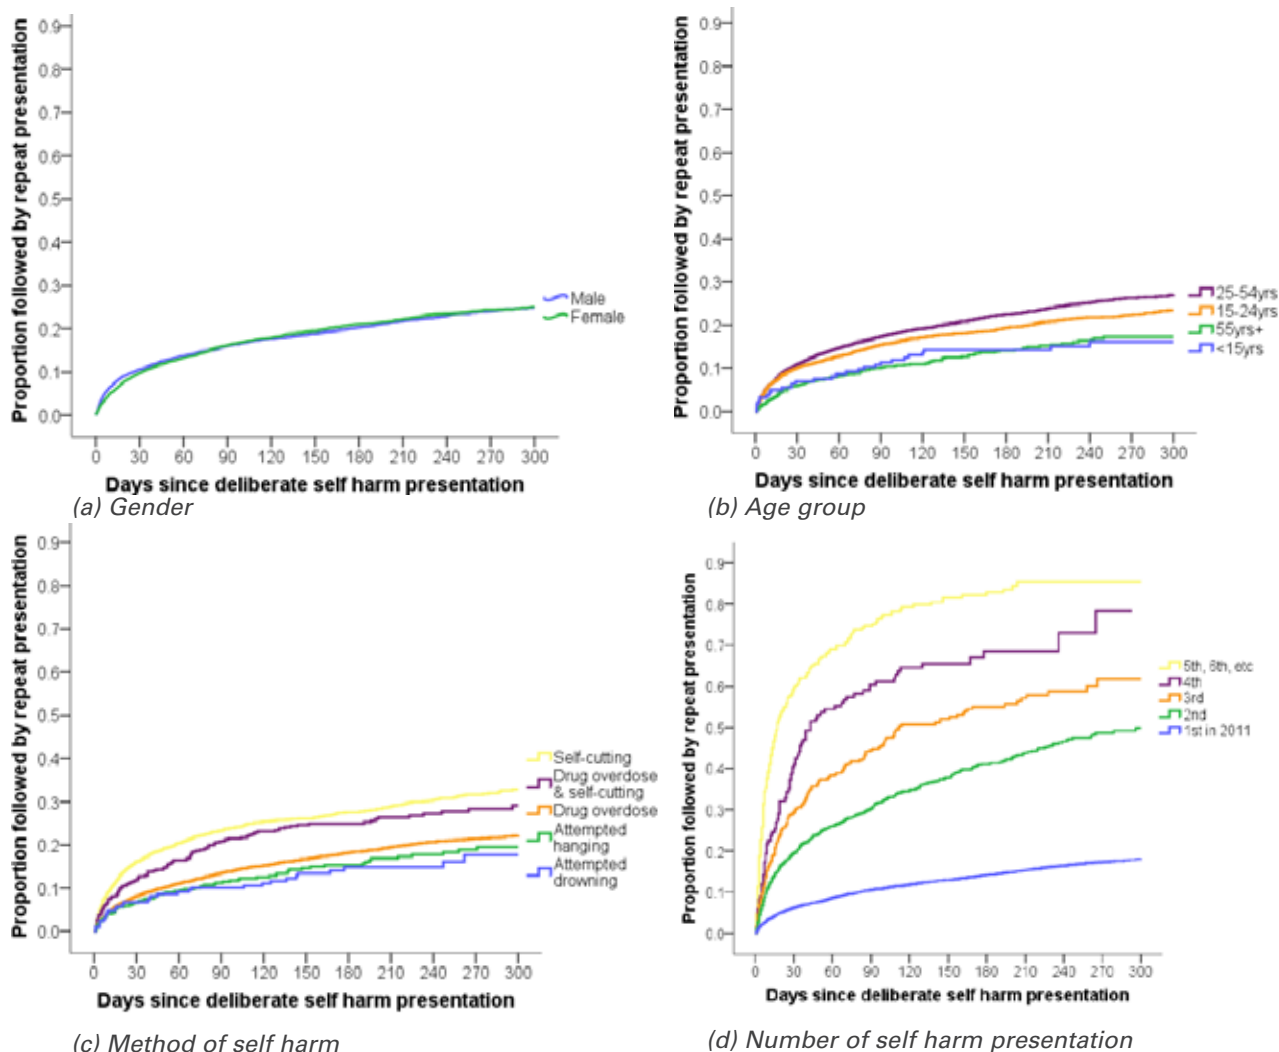 Proportion followed by repeat presentation
0.9
0.8
0.7
0.6
0.5
0.4
0.3
0.2
0.1
0.0
0 30 60 90 120 150 180 210 240 270 300
Male
Female
Days since deliberate self harm presentation
(a) Gender
Proportion followed by repeat presentation
0.9
0.8
0.7
0.6
0.5
0.4
0.3
0.2
0.1
0.0
0 30 60 90 120 150 180 210 240 270 300
25-54yrs
15-24yrs
55yrs+
<15yrs
Days since deliberate self harm presentation
(b) Age group
Proportion followed by repeat presentation
0.9
0.8
0.7
0.6
0.5
0.4
0.3
0.2
0.1
0.0
0 30 60 90 120 150 180 210 240 270 300
Self-cutting
Drug overdose
& self-cutting
Drug overdose
Attempted
hanging
Attempted
drowning
Days since deliberate self harm presentation
(c) Method of self harm
Proportion followed by repeat presentation
0.9
0.8
0.7
0.6
0.5
0.4
0.3
0.2
0.1
0.0
0 30 60 90 120 150 180 210 240 270 300
5th, 6th, etc
4th
3rd
2nd
1st in 2011
Days since deliberate self harm presentation
(d) Number of self harm presentation